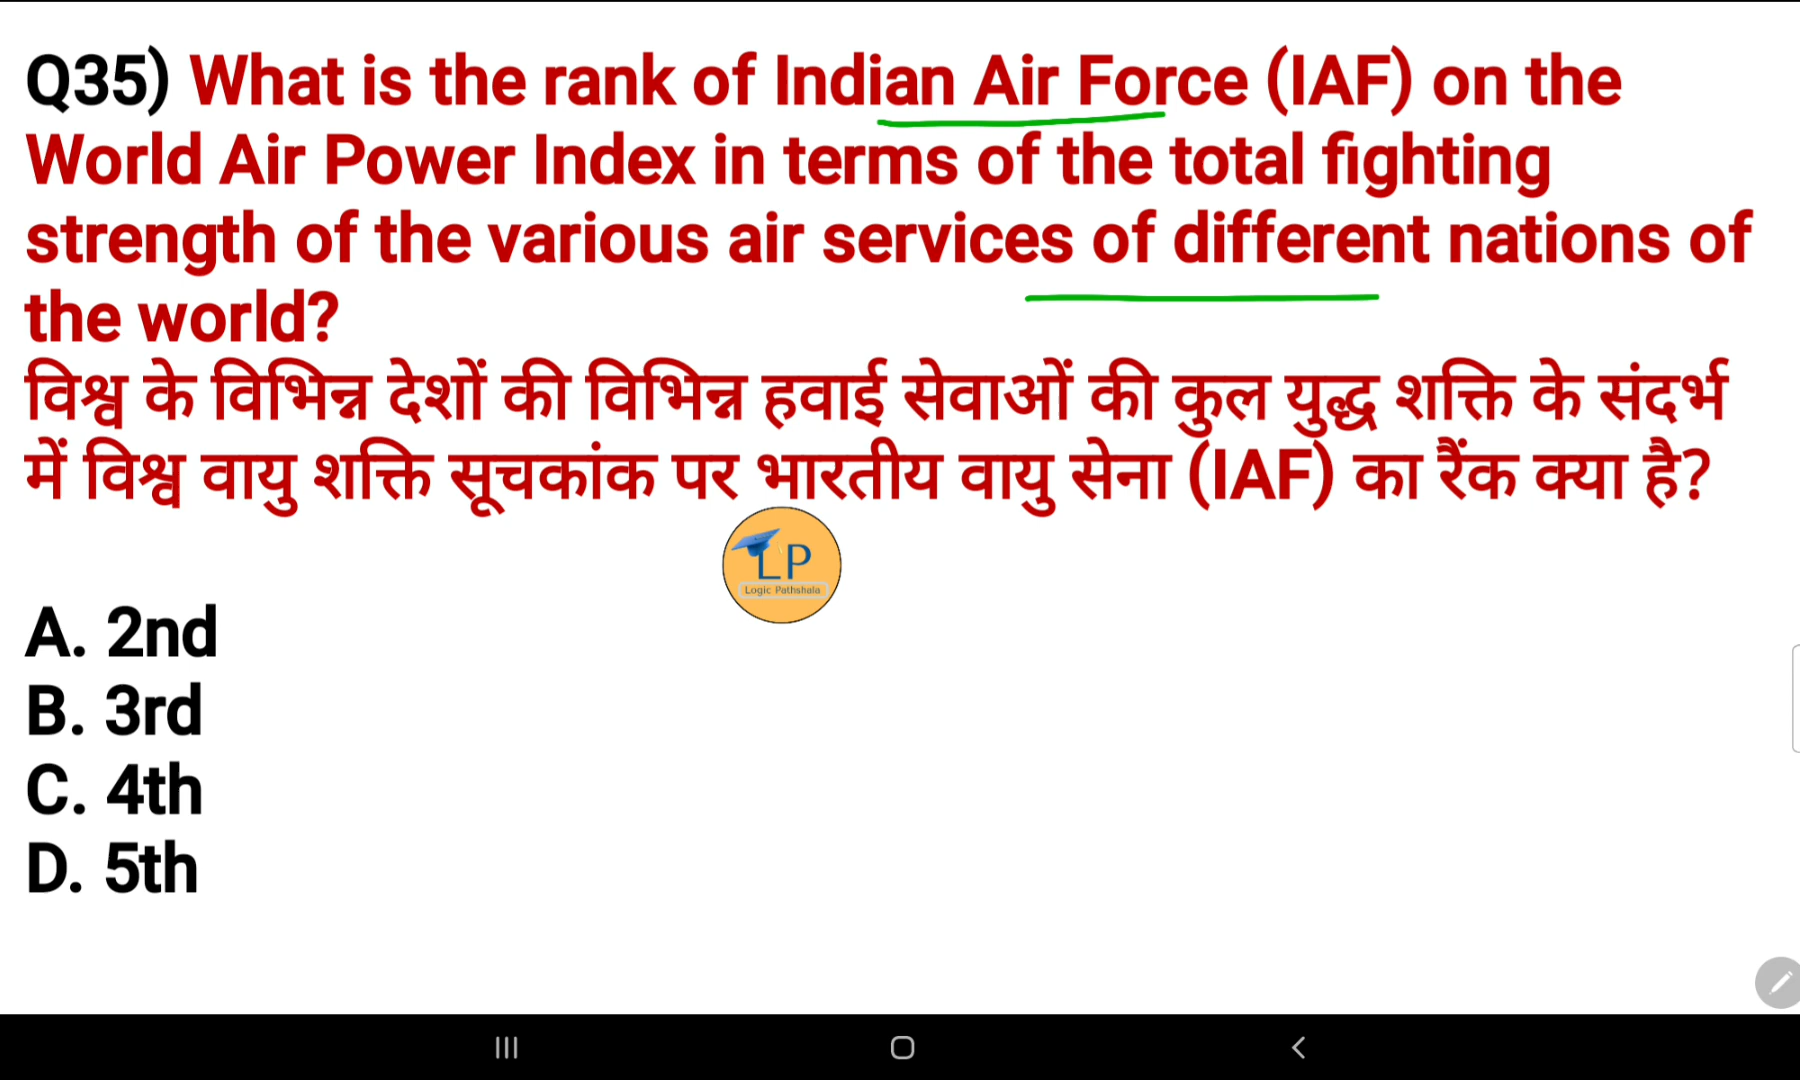 Q35) What is the rank of Indian Air Force (IAF) on the
World Air Power Index in terms of the total fighting
strength of the various air services of different nations of
the world?
विश्व के विभिन्न देशों की विभिन्न हवाई सेवाओं की कुल युद्ध शक्ति के संदर्भ
में विश्व वायु शक्ति सूचकांक पर भारतीय वायु सेना (IAF) का रैंक क्या है?
LP
Logic Pathshala
A. 2nd
B. 3rd
C. 4th
D. 5th